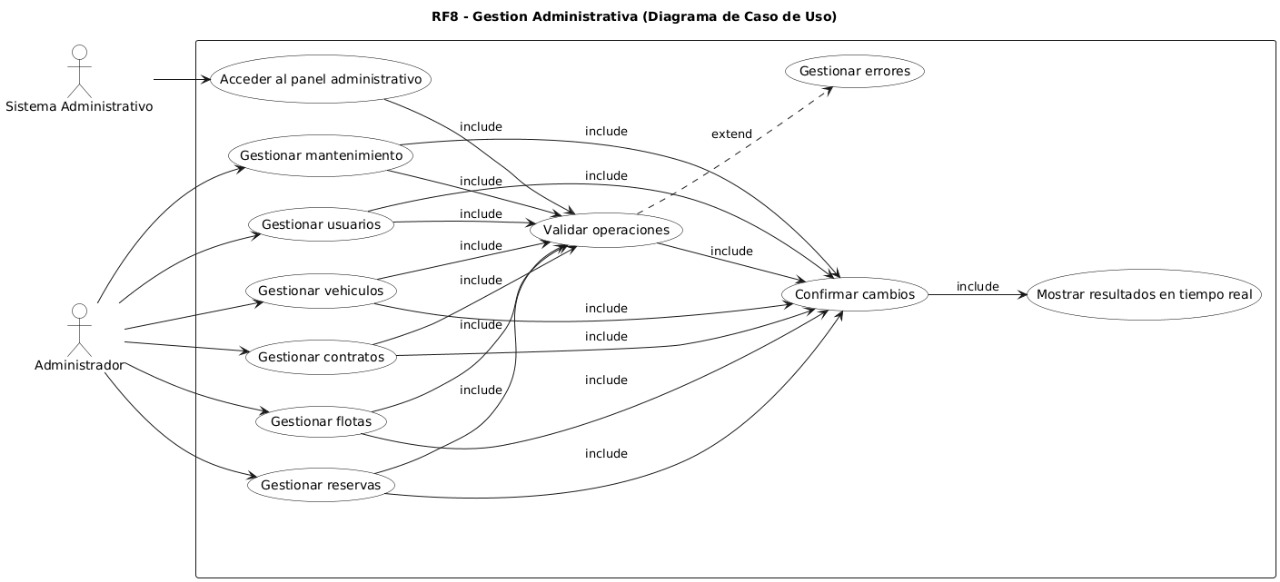 RF8 - Gestion Administrativa (Diagrama de Caso de Uso)
Sistema Administrativo
Acceder al panel administrativo
Gestionar errores
include
include
extend
Gestionar mantenimiento
include
include
Gestionar usuarios
include
Validar operaciones
include
include
Gestionar vehiculos
include
include
Confirmar cambios
include
Mostrar resultados en tiempo real
include
Administrador
Gestionar contratos
include
include
Gestionar flotas
include
include
Gestionar reservas
include